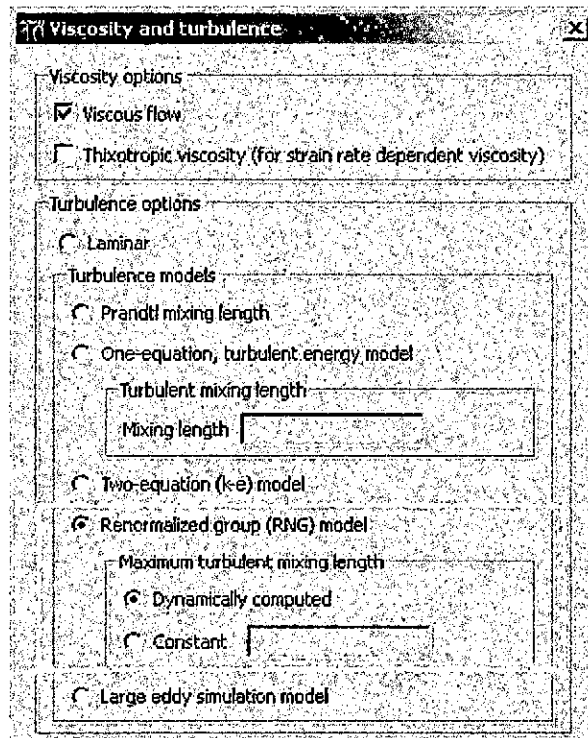 Viscosity and turbulence
Viscosity options
Viscous flow
Thixotropic viscosity (for strain rate dependent viscosity)
Turbulence options
Laminar
Turbulence models
Prandtl mixing length
One-equation, turbulent energy model
Turbulent mixing length
Mixing length
Two-equation (k-e) model
Renormalized group (RNG) model
Maximum turbulent mixing length
Dynamically computed
Constant
Large eddy simulation model